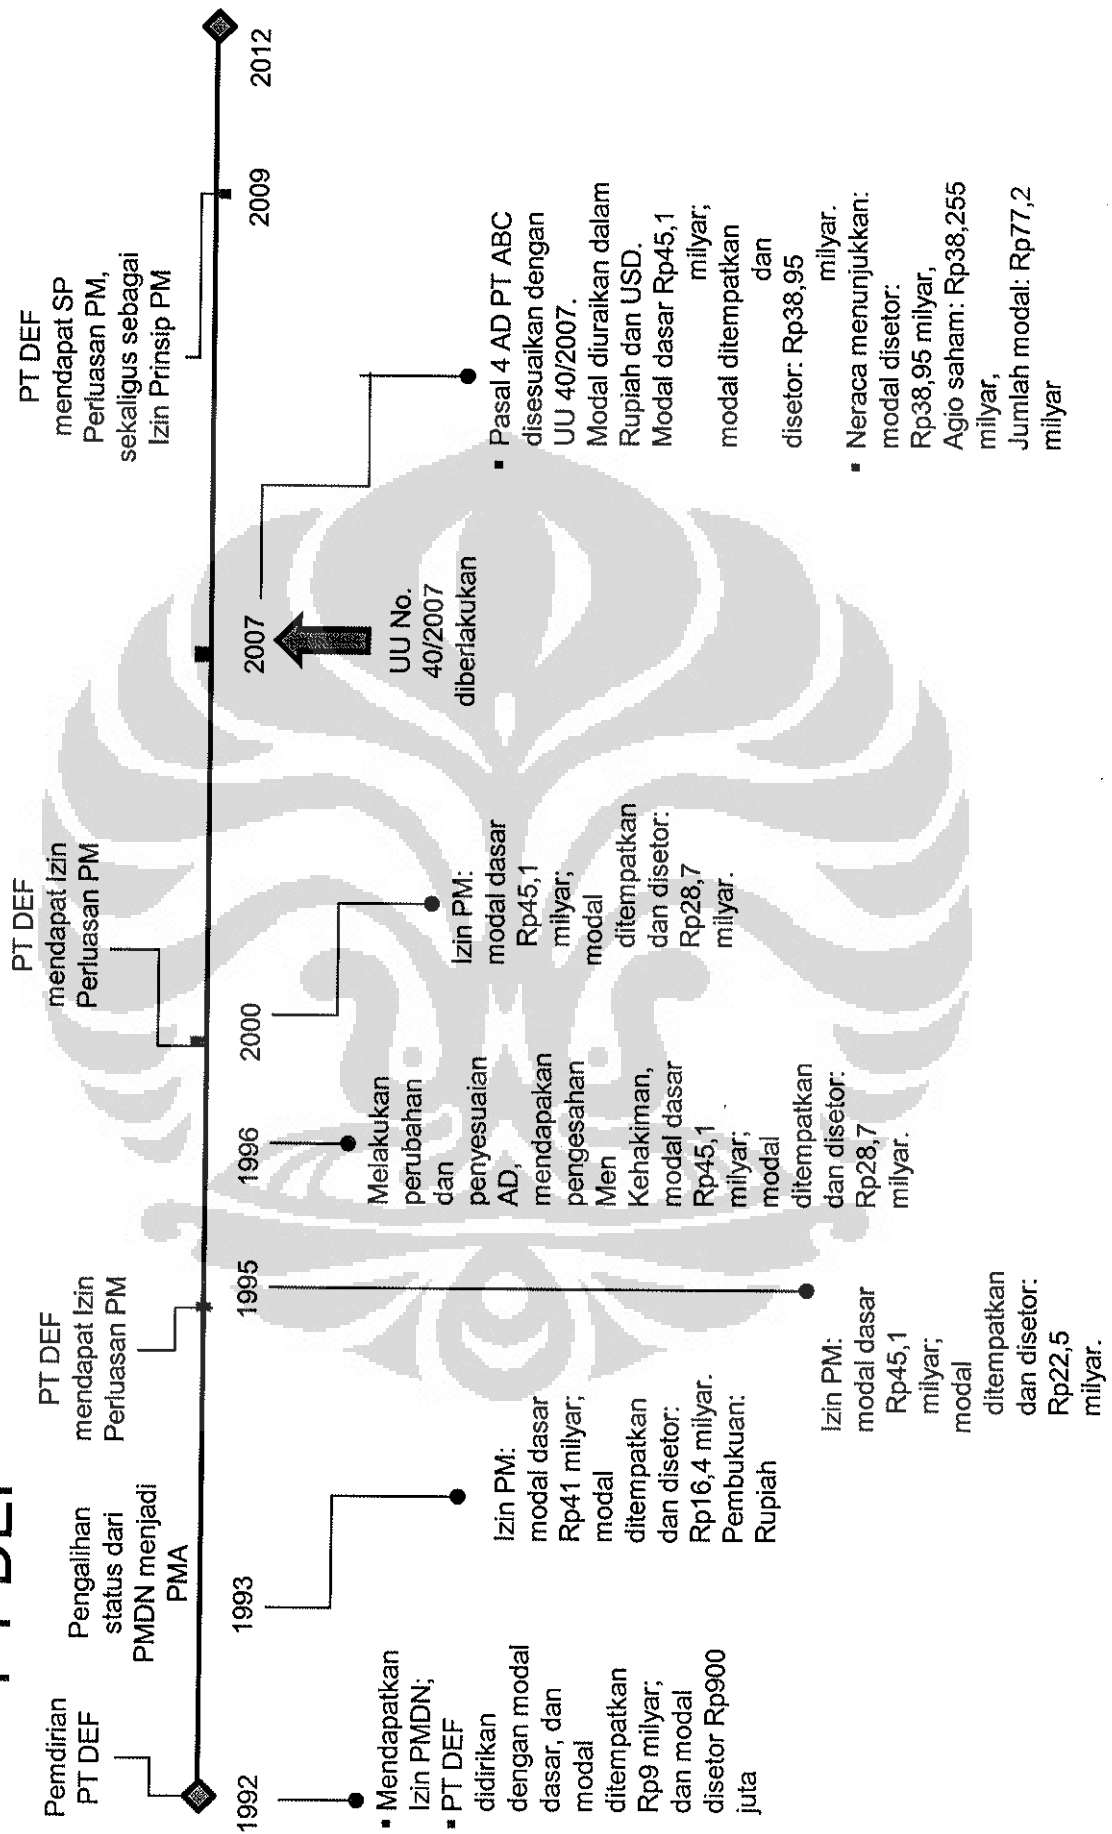 PT DEF
Pemdirian
PT DEF
Pengalihan
status dari
PMDN menjadi
PMA
PT DEF
mendapat Izin
Perluasan PM
PT DEF
mendapat Izin
Perluasan PM
PT DEF
mendapat SP
Perluasan PM,
sekaligus sebagai
Izin Prinsip PM
1992
1993
1995
1996
2000
2007
2009
2012
▪ Mendapatkan
Izin PMDN;
▪ PT DEF
didirikan
dengan modal
dasar, dan
modal
ditempatkan
Rp9 milyar;
dan modal
disetor Rp900
juta
Izin PM:
modal dasar
Rp41 milyar;
modal
ditempatkan
dan disetor:
Rp16,4 milyar.
Pembukuan:
Rupiah
Izin PM:
modal dasar
Rp45,1
milyar;
modal
ditempatkan
dan disetor:
Rp22,5
milyar.
Melakukan
perubahan
dan
penyesuaian
AD,
mendapakan
pengesahan
Men
Kehakiman,
modal dasar
Rp45,1
milyar;
modal
ditempatkan
dan disetor:
Rp28,7
milyar.
Izin PM:
modal dasar
Rp45,1
milyar;
modal
ditempatkan
dan disetor:
Rp28,7
milyar.
UU No.
40/2007
diberlakukan
▪ Pasal 4 AD PT ABC
disesuaikan dengan
UU 40/2007.
Modal diuraikan dalam
Rupiah dan USD.
Modal dasar Rp45,1
milyar;
modal ditempatkan
dan
disetor: Rp38,95
milyar.
▪ Neraca menunjukkan:
modal disetor:
Rp38,95 milyar,
Agio saham: Rp38,255
milyar,
Jumlah modal: Rp77,2
milyar